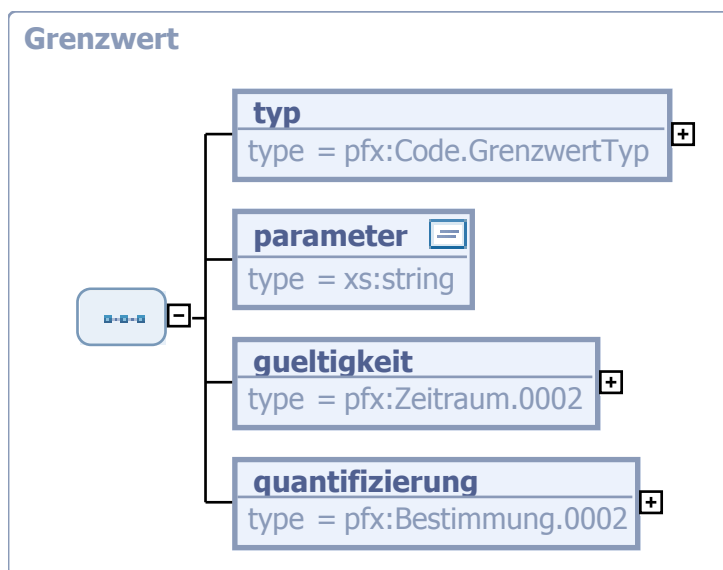 Grenzwert
typ
type = pfx:Code.GrenzwertTyp
parameter
type = xs:string
gueltigkeit
type = pfx:Zeitraum.0002
quantifizierung
type = pfx:Bestimmung.0002